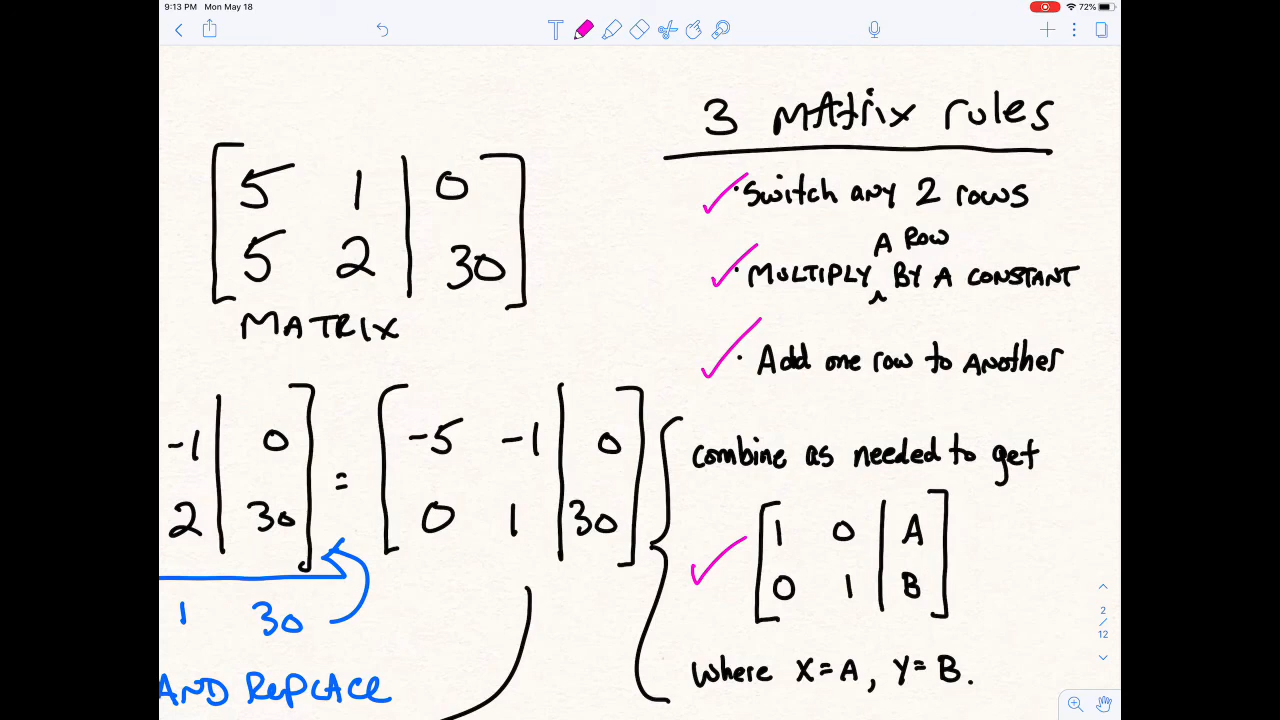 9:13 PM Mon May 18
72%
3 MAtrix rules
5 1 0
5 2 30
MATRIX
· Switch any 2 rows
A ROW
· MULTIPLY ^ BY A CONSTANT
· Add one row to Another
-1 0 = -5 -1 0
2 30 0 1 30
1 30
AND RePLACE
combine as needed to get
1 0 A
0 1 B
where X=A, Y=B.
2
/
12